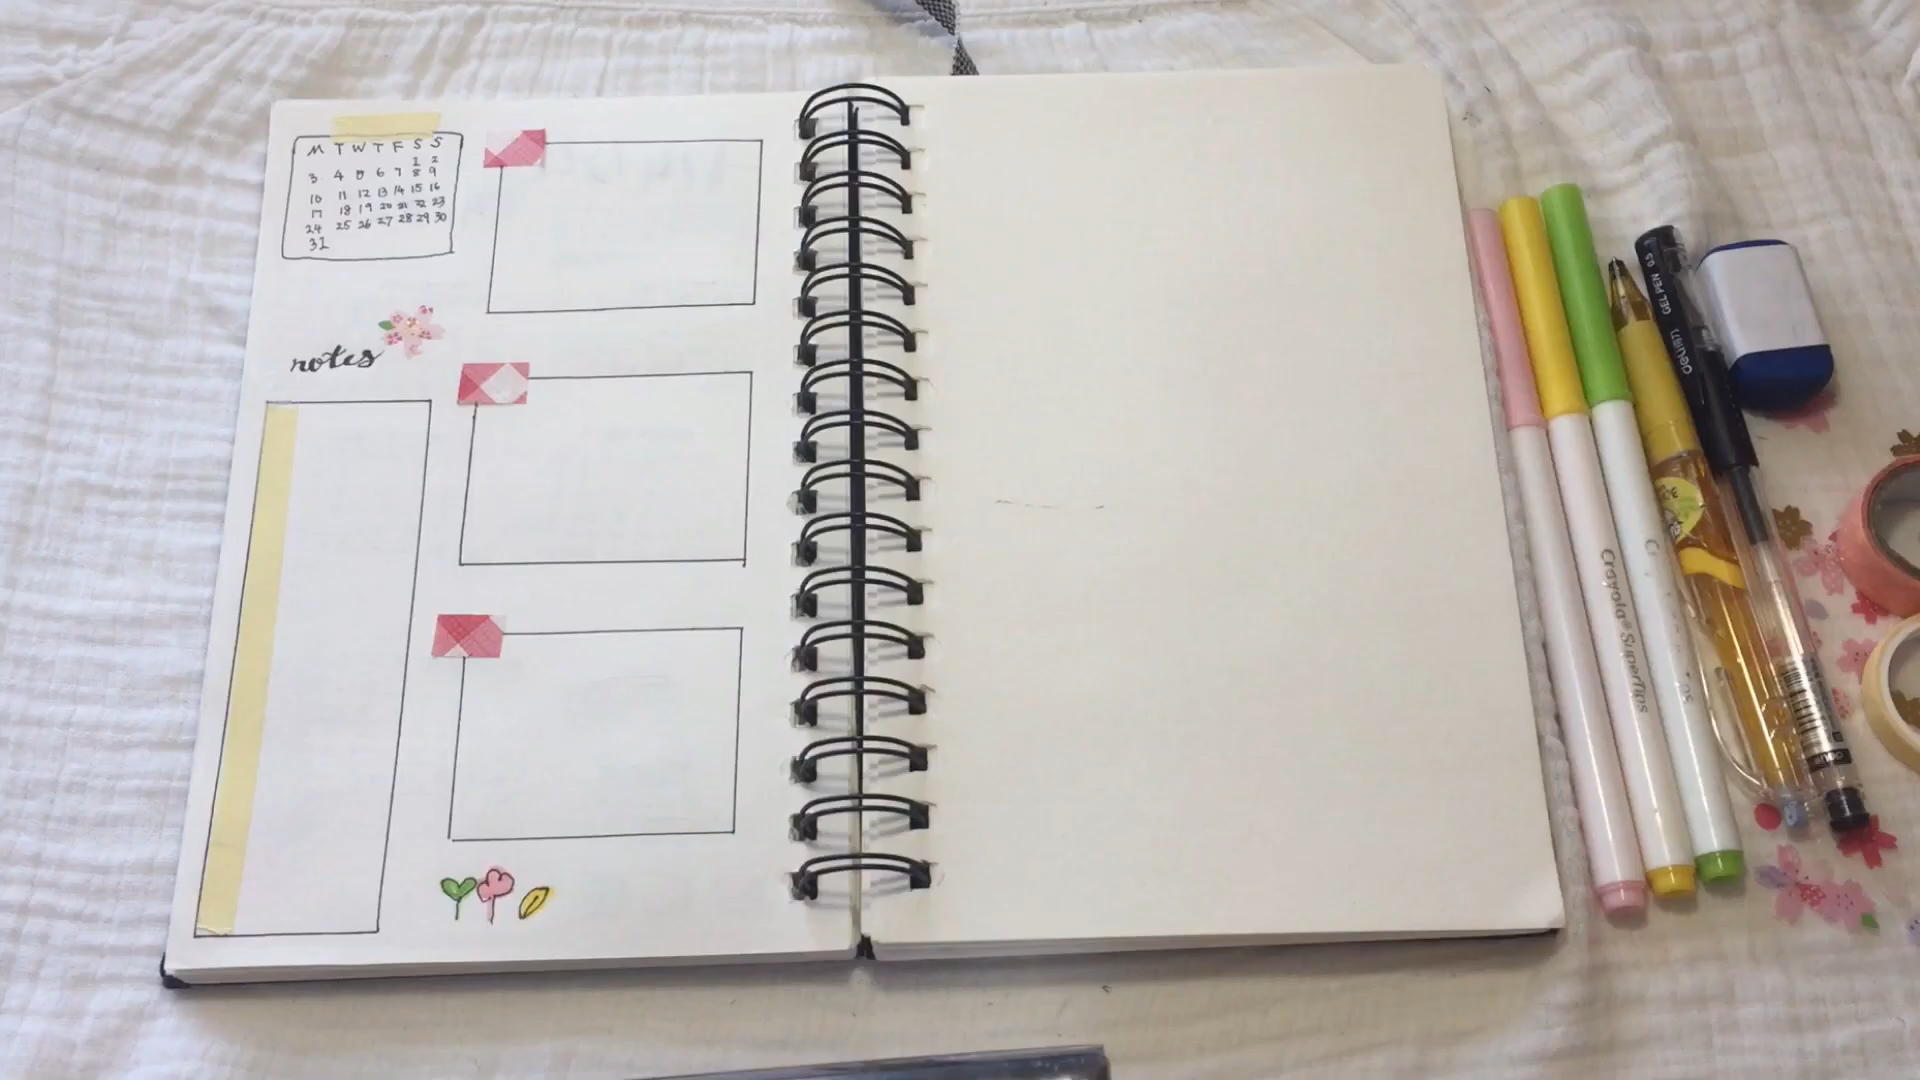 M T W T F S S
1 2
3 4 5 6 7 8 9
10 11 12 13 14 15 16
17 18 19 20 21 22 23
24 25 26 27 28 29 30
31
notes
Crayola® SuperTips
deli GEL PEN 0.5